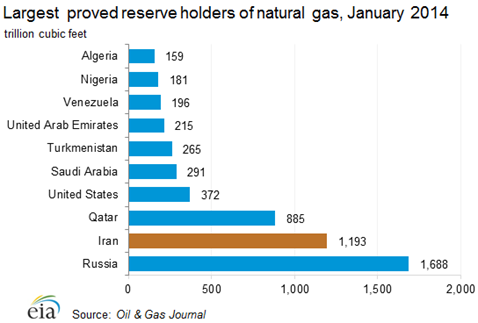 Largest proved reserve holders of natural gas, January 2014
trillion cubic feet
Algeria 159
Nigeria 181
Venezuela 196
United Arab Emirates 215
Turkmenistan 265
Saudi Arabia 291
United States 372
Qatar 885
Iran 1,193
Russia 1,688
0 500 1,000 1,500 2,000
eia Source: Oil & Gas Journal